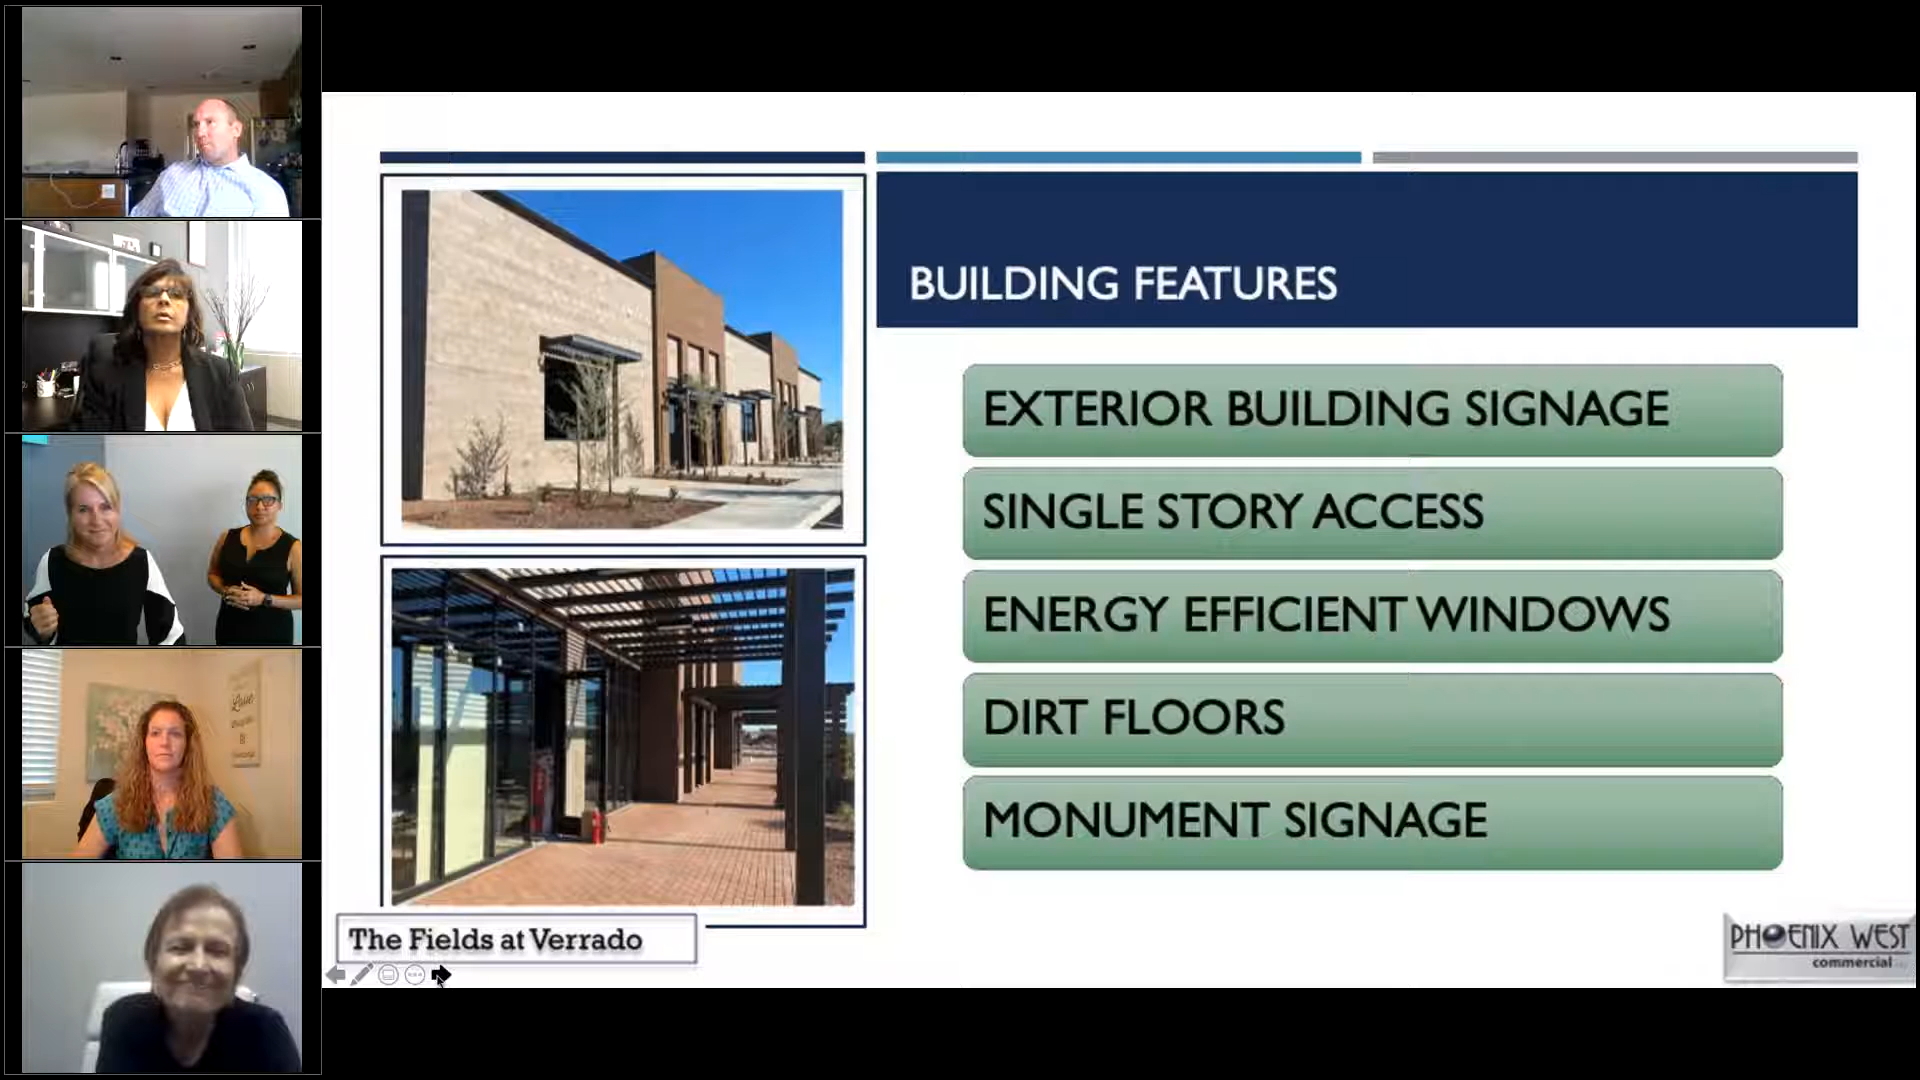 BUILDING FEATURES
EXTERIOR BUILDING SIGNAGE
SINGLE STORY ACCESS
ENERGY EFFICIENT WINDOWS
DIRT FLOORS
MONUMENT SIGNAGE
The Fields at Verrado
PHOENIX WEST
commercial